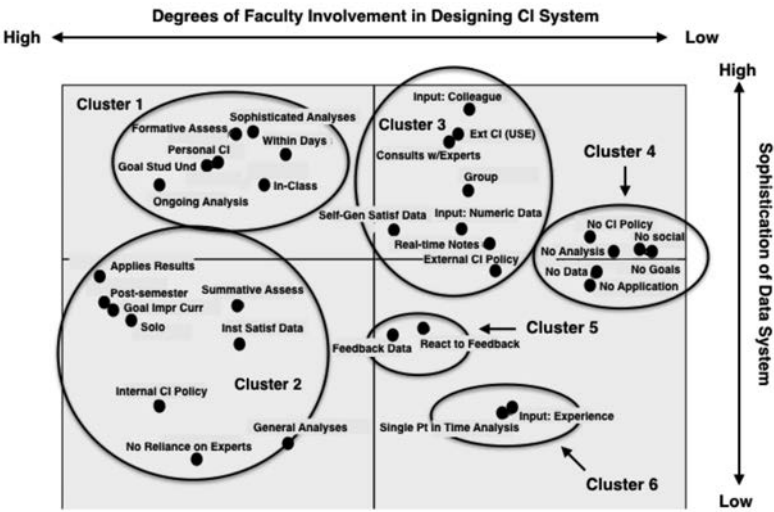 Degrees of Faculty Involvement in Designing CI System
High
Low
High
Cluster 1
Sophisticated Analyses
Formative Assess
Within Days
Personal CI
Goal Stud Und
In-Class
Ongoing Analysis
Input: Colleague
Cluster 3
Ext CI (USE)
Consults w/Experts
Group
Self-Gen Satisf Data
Input: Numeric Data
Real-time Notes
External CI Policy
Cluster 4
No CI Policy
No social
No Analysis
No Data
No Goals
No Application
Applies Results
Post-semester
Goal Impr Curr
Solo
Summative Assess
Inst Satisf Data
Cluster 2
Internal CI Policy
General Analyses
No Reliance on Experts
Cluster 5
Feedback Data
React to Feedback
Input: Experience
Single Pt in Time Analysis
Cluster 6
Sophistication of Data System
Low